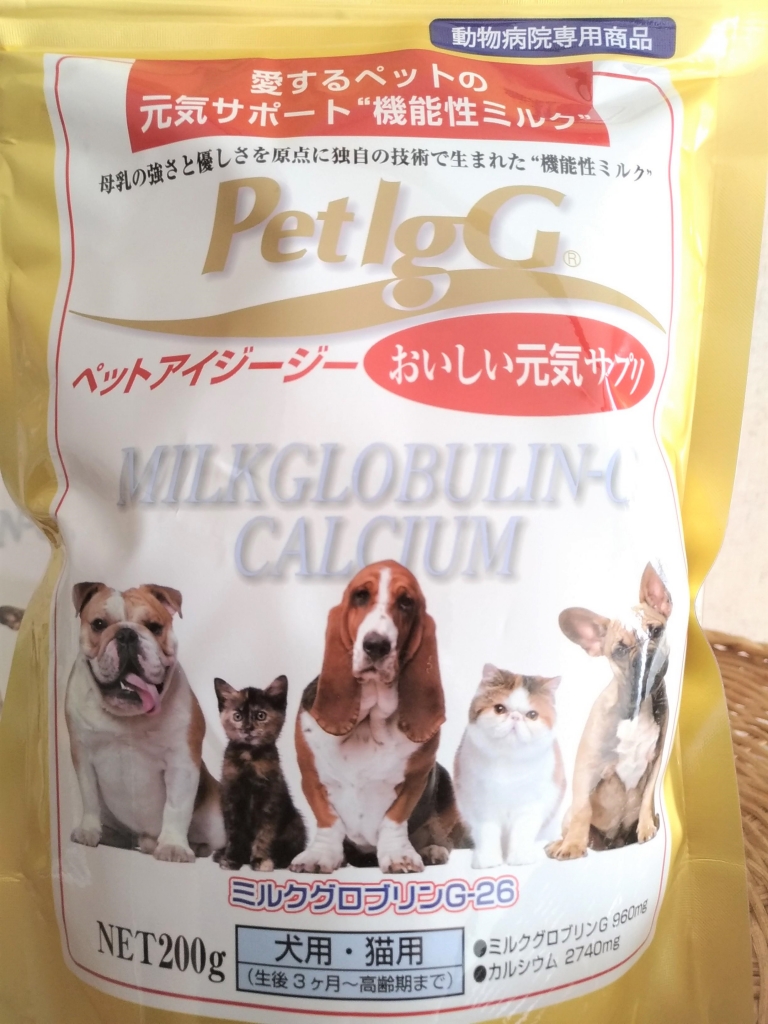 動物病院専用商品
愛するペットの
元気サポート“機能性ミルク”
母乳の強さと優しさを原点に独自の技術で生まれた“機能性ミルク”
PetIgG®
ペットアイジージー
おいしい元気サプリ
MILKGLOBULIN-G
CALCIUM
ミルクグロブリンG-26
NET200g
犬用・猫用
(生後3ヶ月～高齢期まで)
●ミルクグロブリンG 960mg
●カルシウム 2740mg